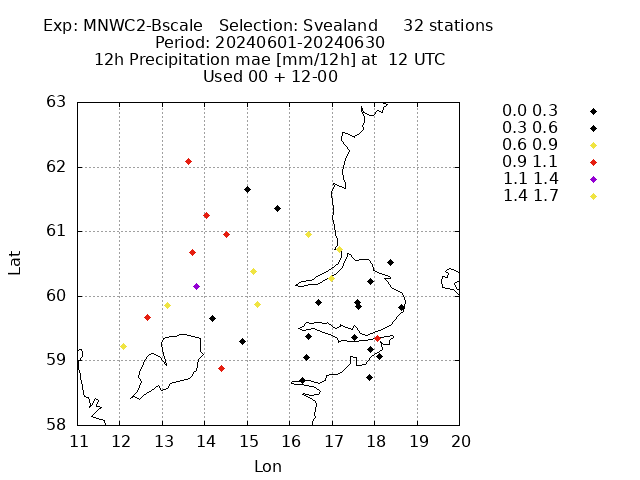 Exp: MNWC2-Bscale   Selection: Svealand     32 stations
Period: 20240601-20240630
12h Precipitation mae [mm/12h] at  12 UTC
Used 00 + 12-00
0.0 0.3
0.3 0.6
0.6 0.9
0.9 1.1
1.1 1.4
1.4 1.7
63
62
61
60
59
58
Lat
11 12 13 14 15 16 17 18 19 20
Lon